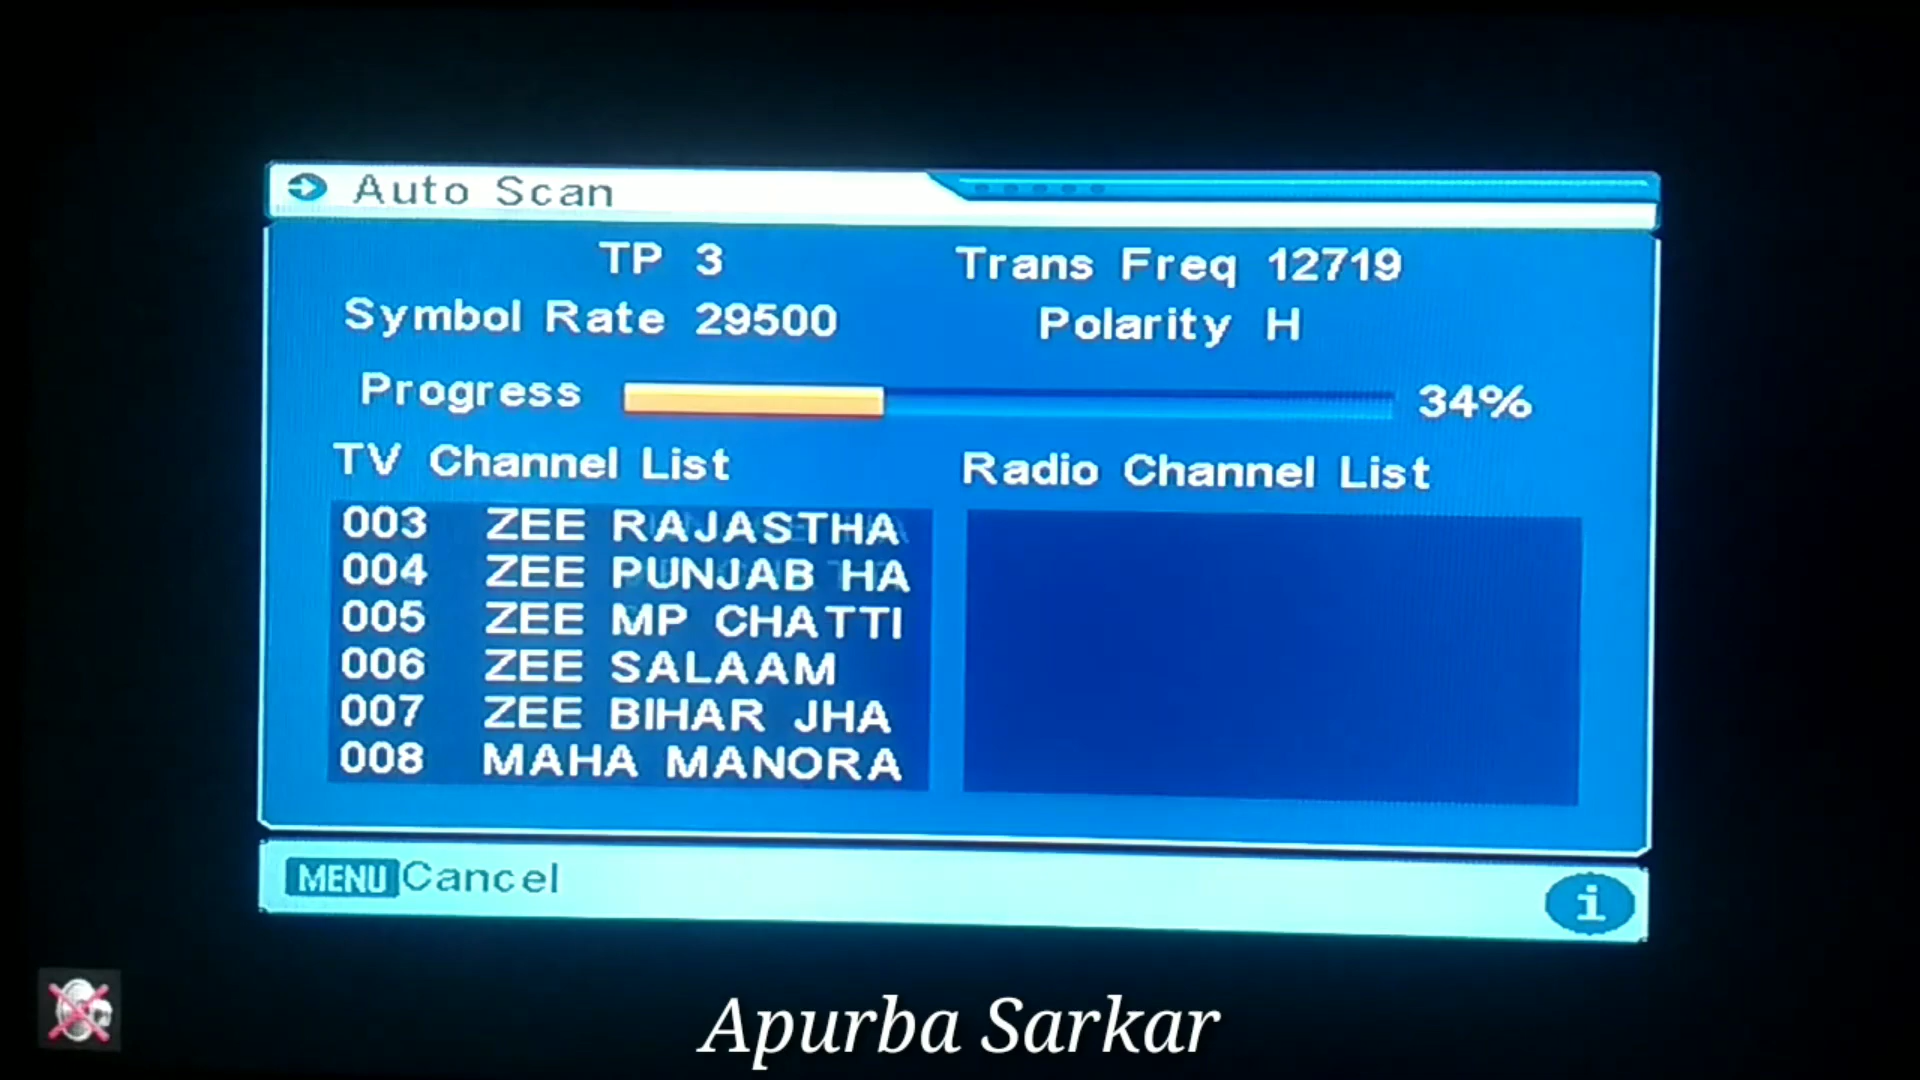 Auto Scan
TP 3 Trans Freq 12719
Symbol Rate 29500 Polarity H
Progress 34%
TV Channel List Radio Channel List
003 ZEE RAJASTHA
004 ZEE PUNJAB HA
005 ZEE MP CHATTI
006 ZEE SALAAM
007 ZEE BIHAR JHA
008 MAHA MANORA
MENU Cancel i
Apurba Sarkar